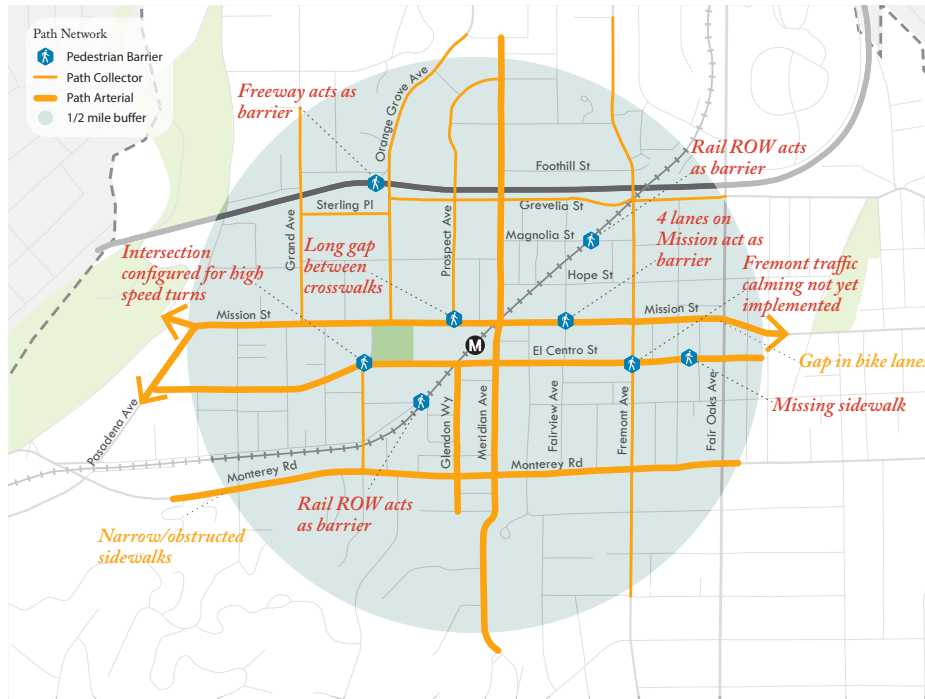 Path Network
Pedestrian Barrier
Path Collector
Path Arterial
1/2 mile buffer
Orange Grove Ave
Freeway acts as
barrier
Rail ROW acts
as barrier
Foothill St
Sterling Pl
Grevelia St
Grand Ave
Prospect Ave
Magnolia St
4 lanes on
Mission act as
barrier
Intersection
configured for high
speed turns
Long gap
between
crosswalks
Hope St
Fremont traffic
calming not yet
implemented
Mission St
Mission St
M
El Centro St
Gap in bike lanes
Pasadena Ave
Glendon Wy
Meridian Ave
Fairview Ave
Fremont Ave
Fair Oaks Ave
Missing sidewalk
Monterey Rd
Monterey Rd
Rail ROW acts
as barrier
Narrow/obstructed
sidewalks